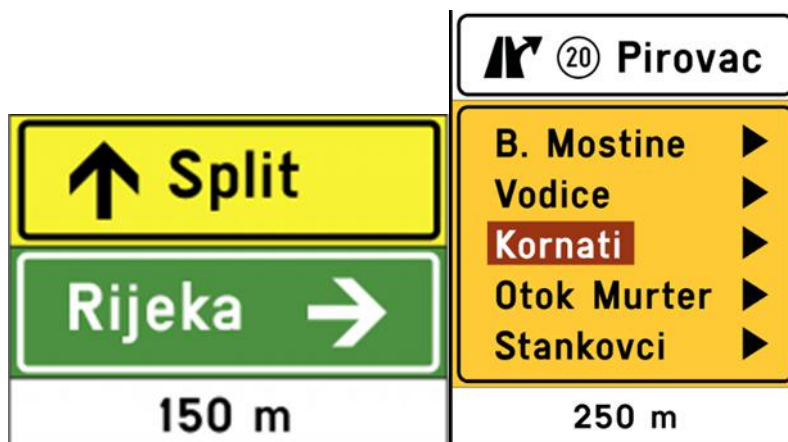 Split
Rijeka
150 m
20 Pirovac
B. Mostine
Vodice
Kornati
Otok Murter
Stankovci
250 m